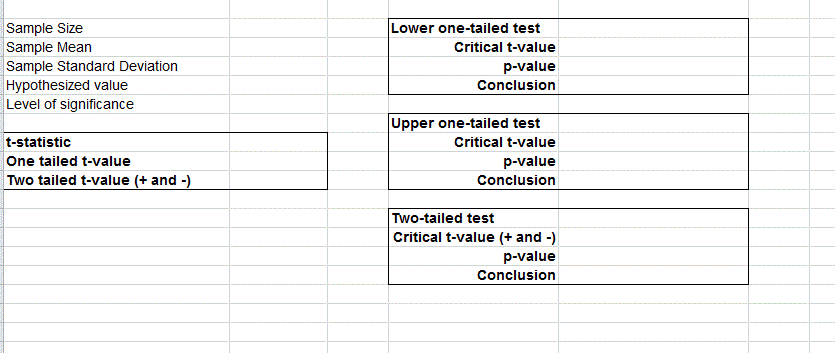 Sample Size
Sample Mean
Sample Standard Deviation
Hypothesized value
Level of significance
t-statistic
One tailed t-value
Two tailed t-value (+ and -)
Lower one-tailed test
Critical t-value
p-value
Conclusion
Upper one-tailed test
Critical t-value
p-value
Conclusion
Two-tailed test
Critical t-value (+ and -)
p-value
Conclusion